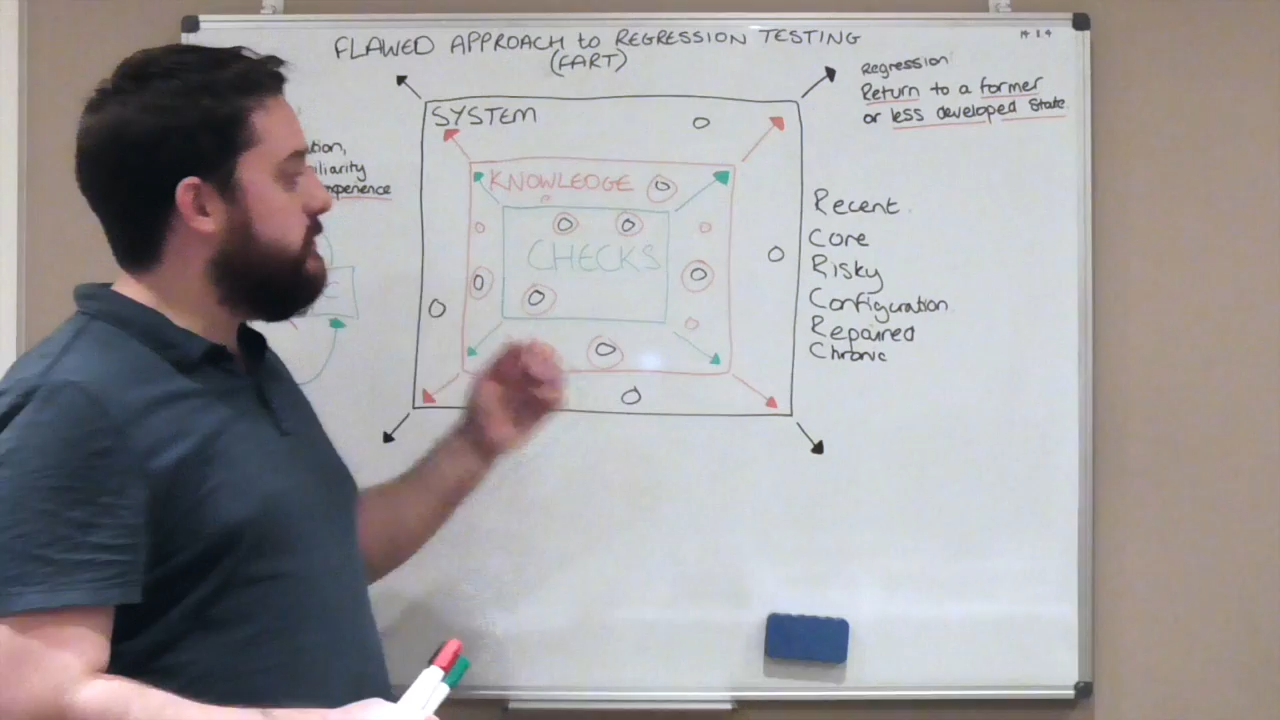 FLAWED APPROACH to REGRESSION TESTING
(FART)
Regression
Return to a former
or less developed State
SYSTEM
KNOWLEDGE
CHECKS
Recent
Core
Risky
Configuration
Repaired
Chronic